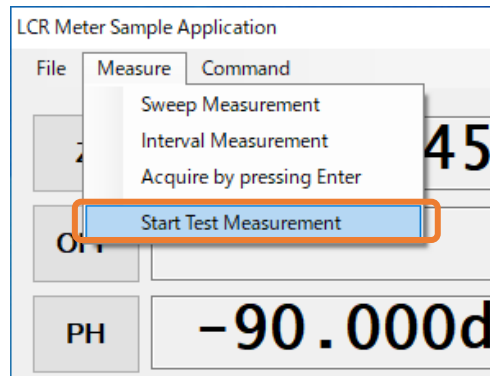 LCR Meter Sample Application
File Measure Command
Sweep Measurement
Interval Measurement
45
Acquire by pressing Enter
Start Test Measurement
PH -90.000d